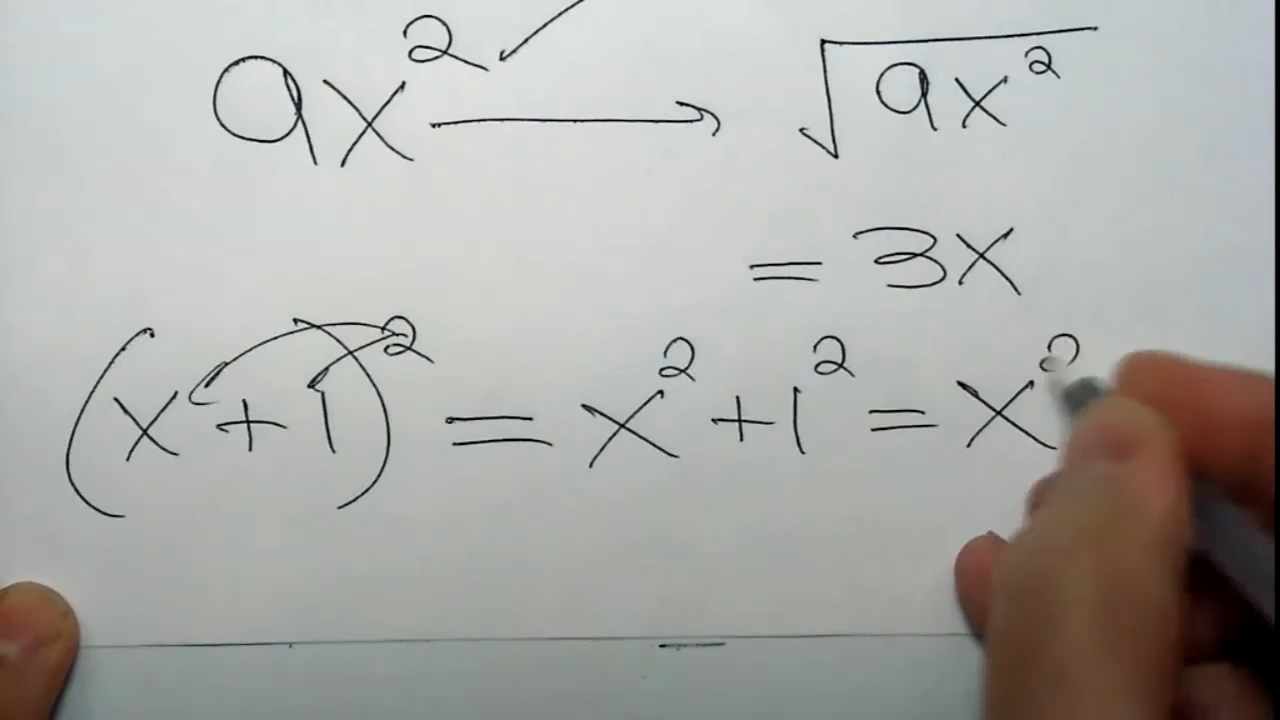 9x² → √9x²
= 3x
(x + 1)² = x² + 1² = x²